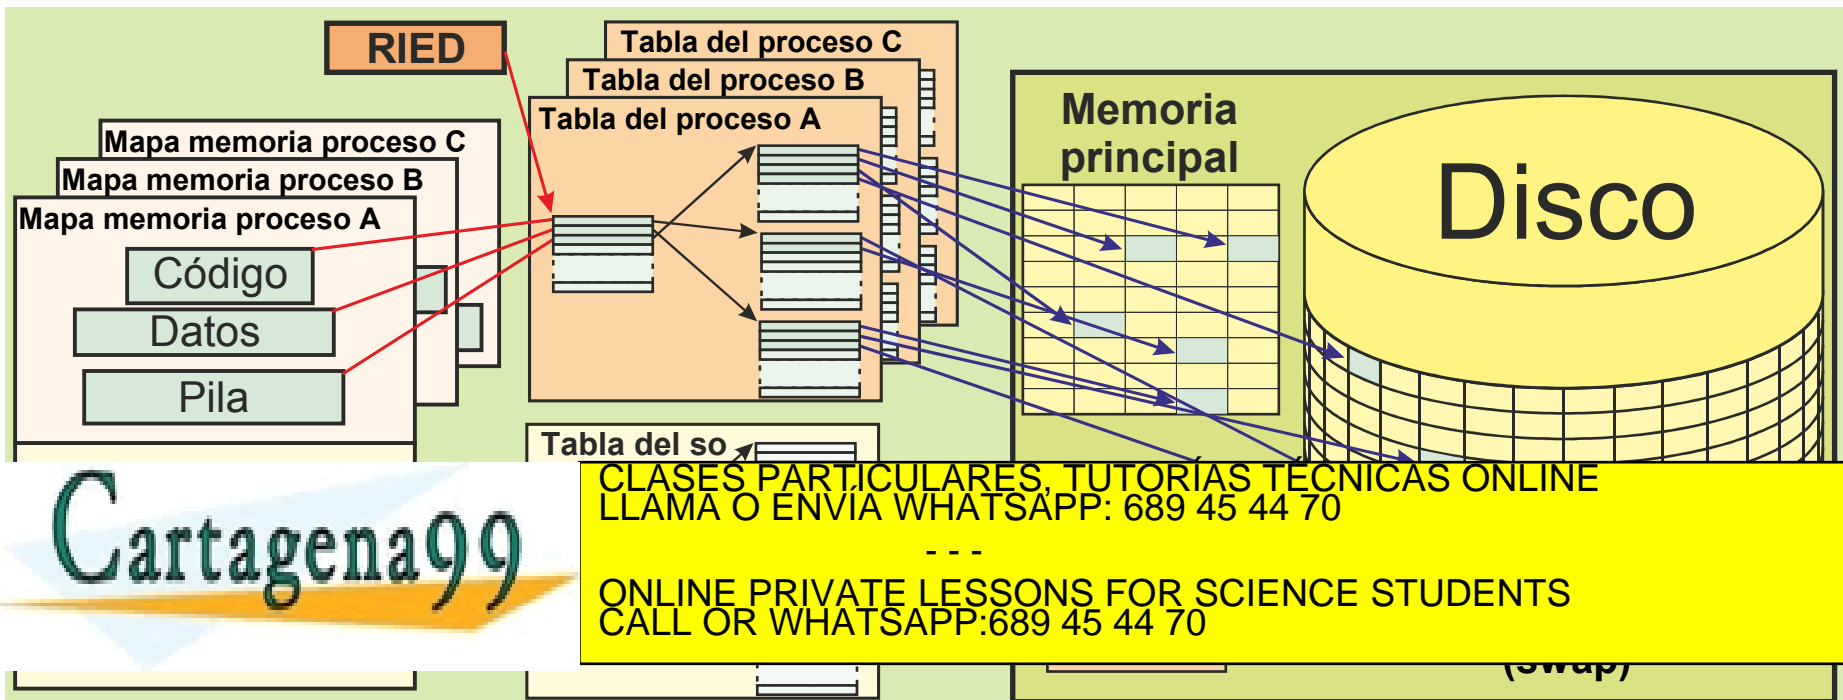 RIED
Tabla del proceso C
Tabla del proceso B
Tabla del proceso A
Mapa memoria proceso C
Mapa memoria proceso B
Mapa memoria proceso A
Código
Datos
Pila
Memoria
principal
Disco
Tabla del so
Cartagena99
CLASES PARTICULARES, TUTORÍAS TÉCNICAS ONLINE
LLAMA O ENVÍA WHATSAPP: 689 45 44 70
- - -
ONLINE PRIVATE LESSONS FOR SCIENCE STUDENTS
CALL OR WHATSAPP:689 45 44 70
(swap)